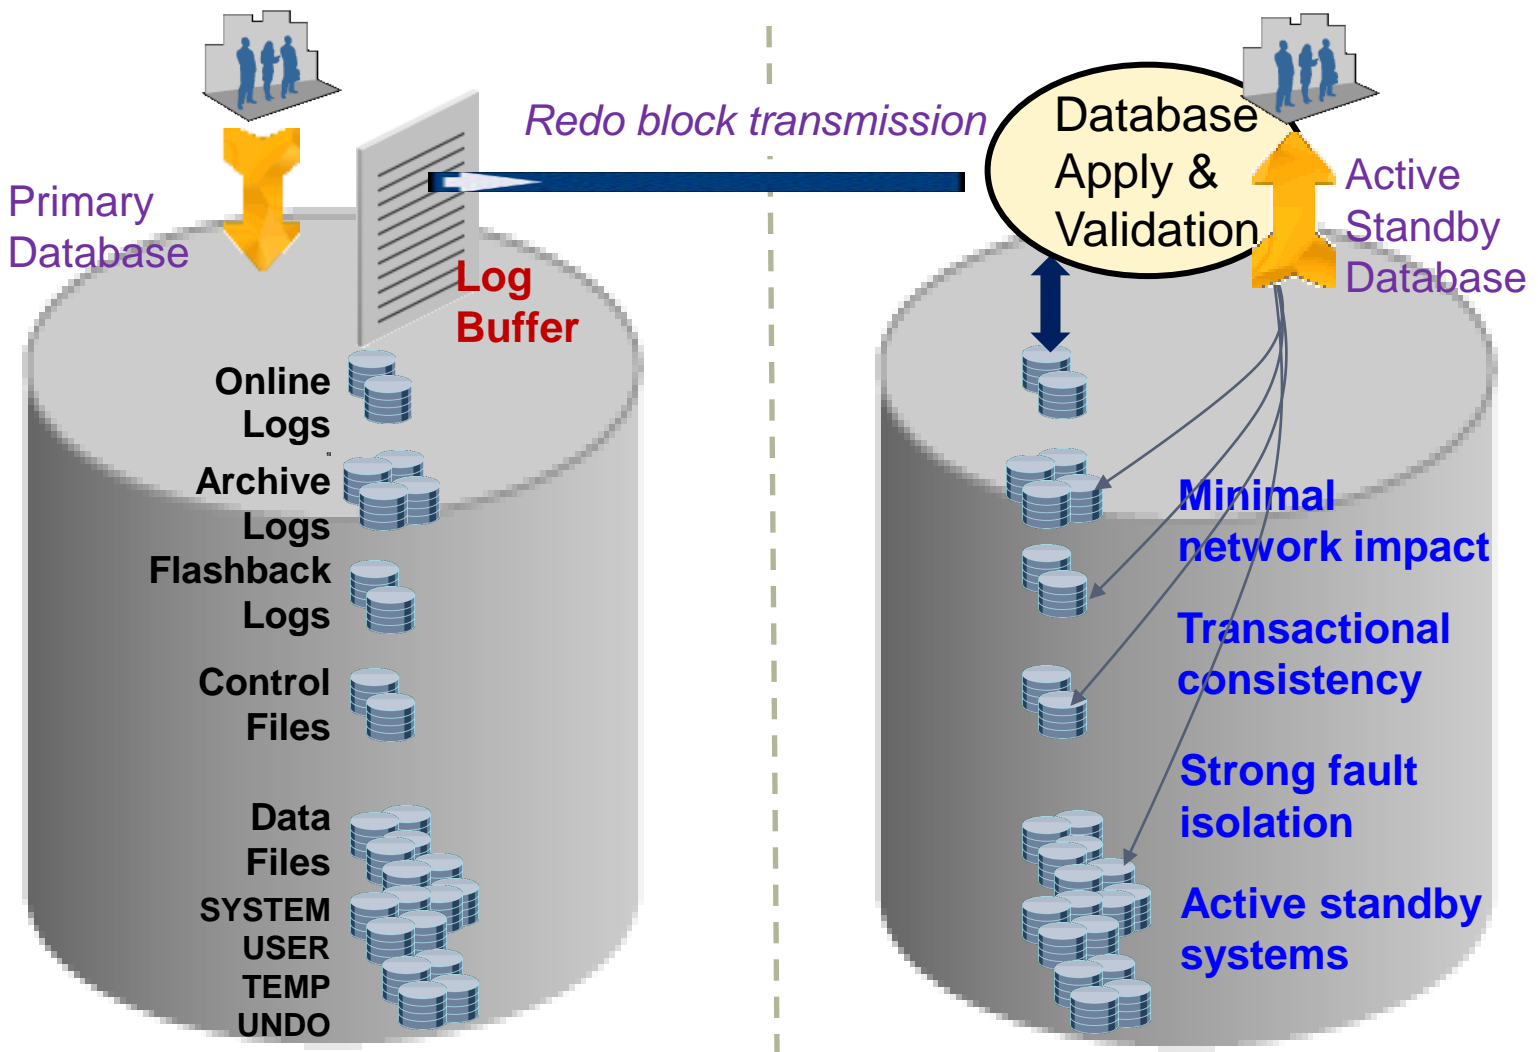 Redo block transmission
Primary
Database
Log
Buffer
Online
Logs
Archive
Logs
Flashback
Logs
Control
Files
Data
Files
SYSTEM
USER
TEMP
UNDO
Database
Apply &
Validation
Active
Standby
Database
Minimal
network impact
Transactional
consistency
Strong fault
isolation
Active standby
systems